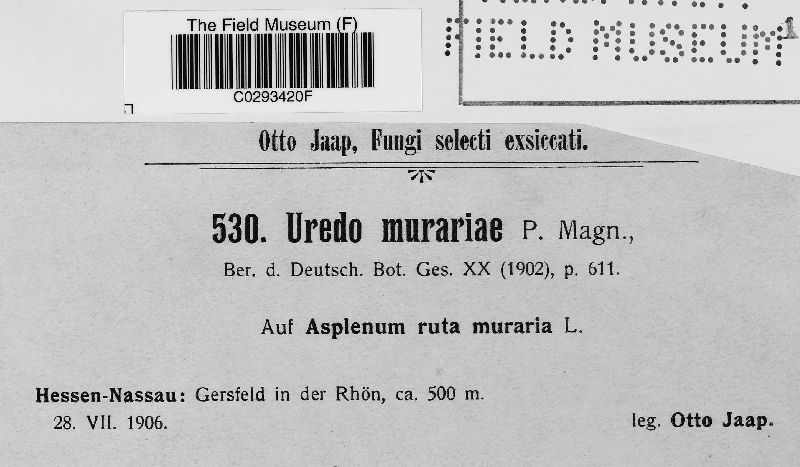 The Field Museum (F)
C0293420F
FIELD MUSEUM
Otto Jaap, Fungi selecti exsiccati.
530. Uredo murariae P. Magn.,
Ber. d. Deutsch. Bot. Ges. XX (1902), p. 611.
Auf Asplenum ruta muraria L.
Hessen-Nassau: Gersfeld in der Rhön, ca. 500 m.
28. VII. 1906.
leg. Otto Jaap.